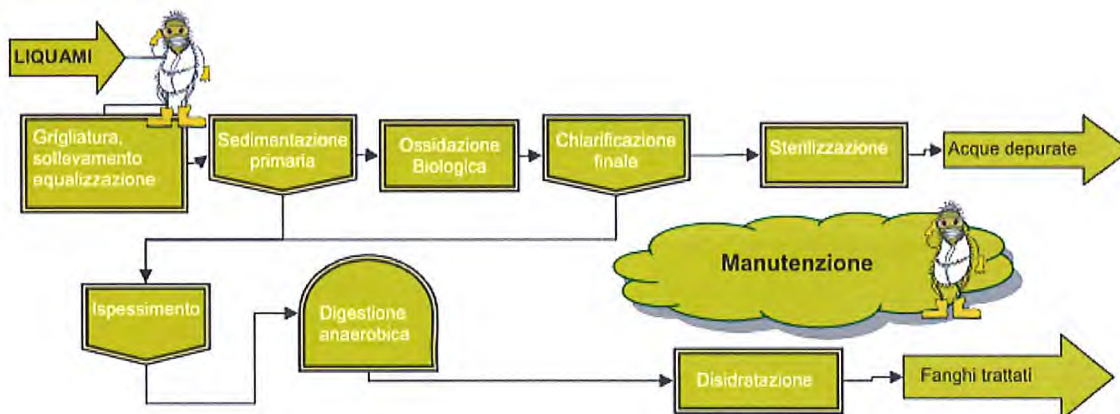 LIQUAMI
Grigliatura,
sollevamento
equalizzazione
Sedimentazione
primaria
Ossidazione
Biologica
Chiarificazione
finale
Sterilizzazione
Acque depurate
Manutenzione
Ispessimento
Digestione
anaerobica
Disidratazione
Fanghi trattati